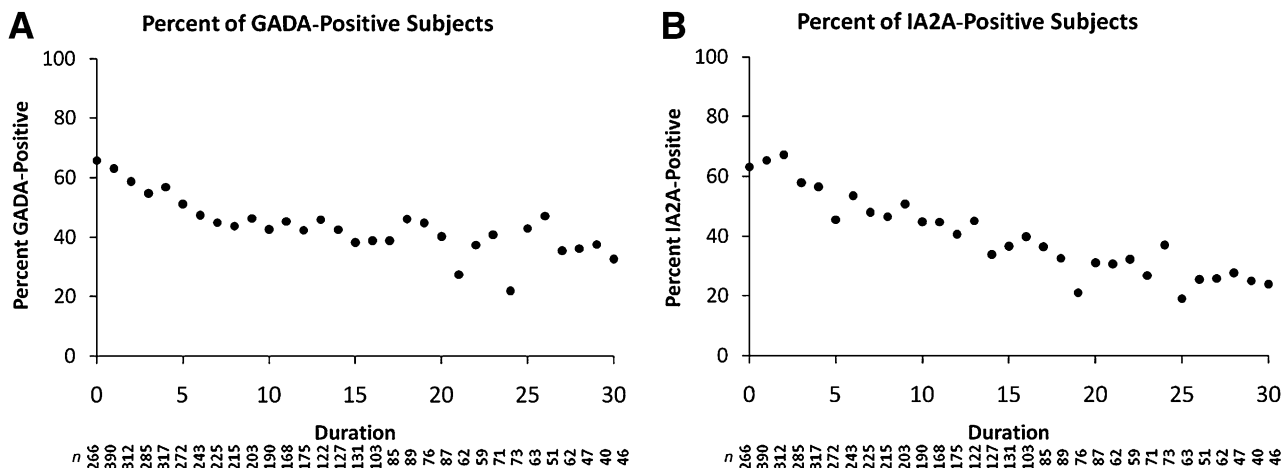 A
Percent of GADA-Positive Subjects
Percent GADA-Positive
100
80
60
40
20
0
0 5 10 15 20 25 30
Duration
n 266 390 312 285 317 272 243 225 215 203 190 168 175 122 127 131 103 85 89 76 87 62 59 71 73 63 51 62 47 40 46
B
Percent of IA2A-Positive Subjects
Percent IA2A-Positive
100
80
60
40
20
0
0 5 10 15 20 25 30
Duration
n 266 390 312 285 317 272 243 225 215 203 190 168 175 122 127 131 103 85 89 76 87 62 59 71 73 63 51 62 47 40 46